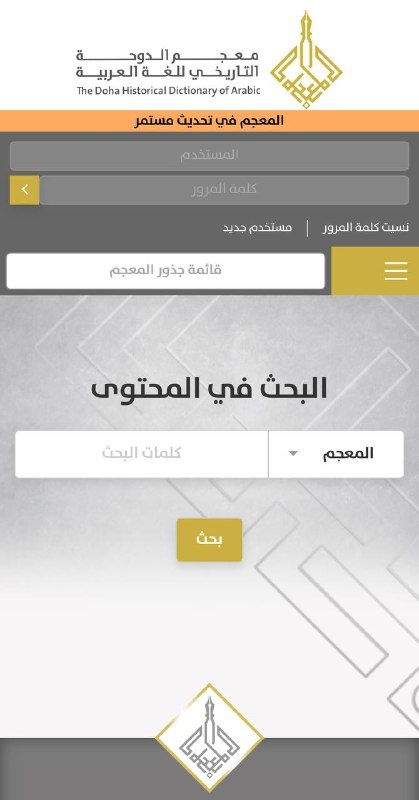 معجم الدوحة
التاريخي للغة العربية
The Doha Historical Dictionary of Arabic
المعجم في تحديث مستمر
المستخدم
كلمة المرور
نسيت كلمة المرور | مستخدم جديد
قائمة جذور المعجم
البحث في المحتوى
المعجم كلمات البحث
بحث